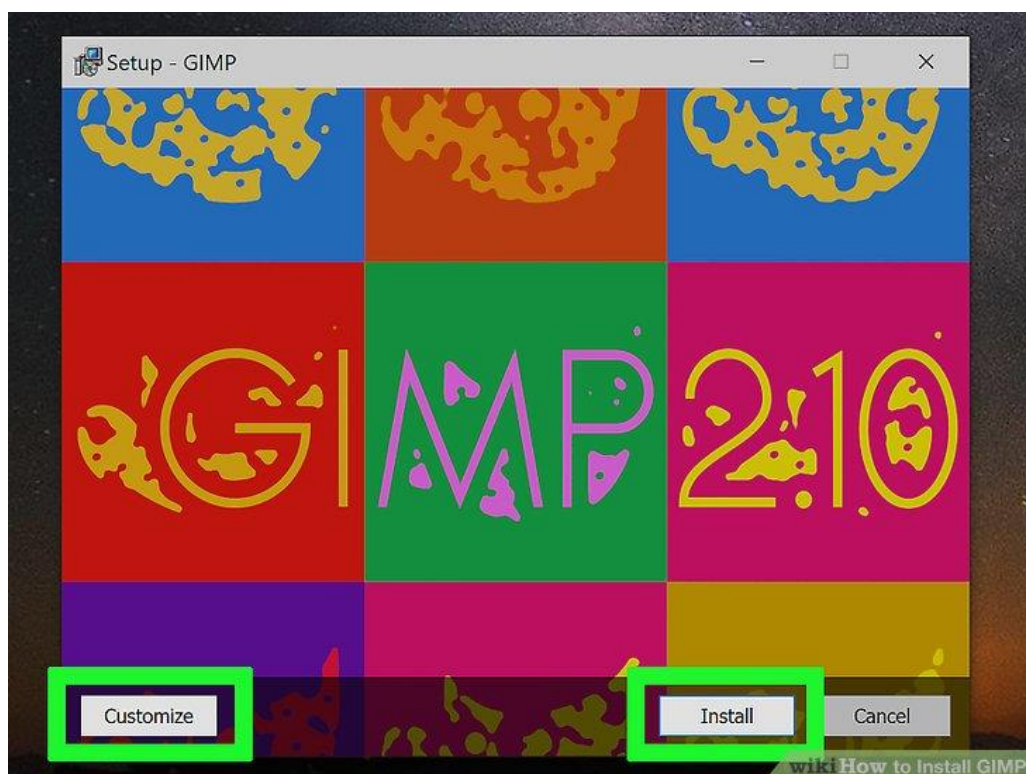 Setup - GIMP
GIMP 2.10
Customize
Install
Cancel
wikiHow to Install GIMP